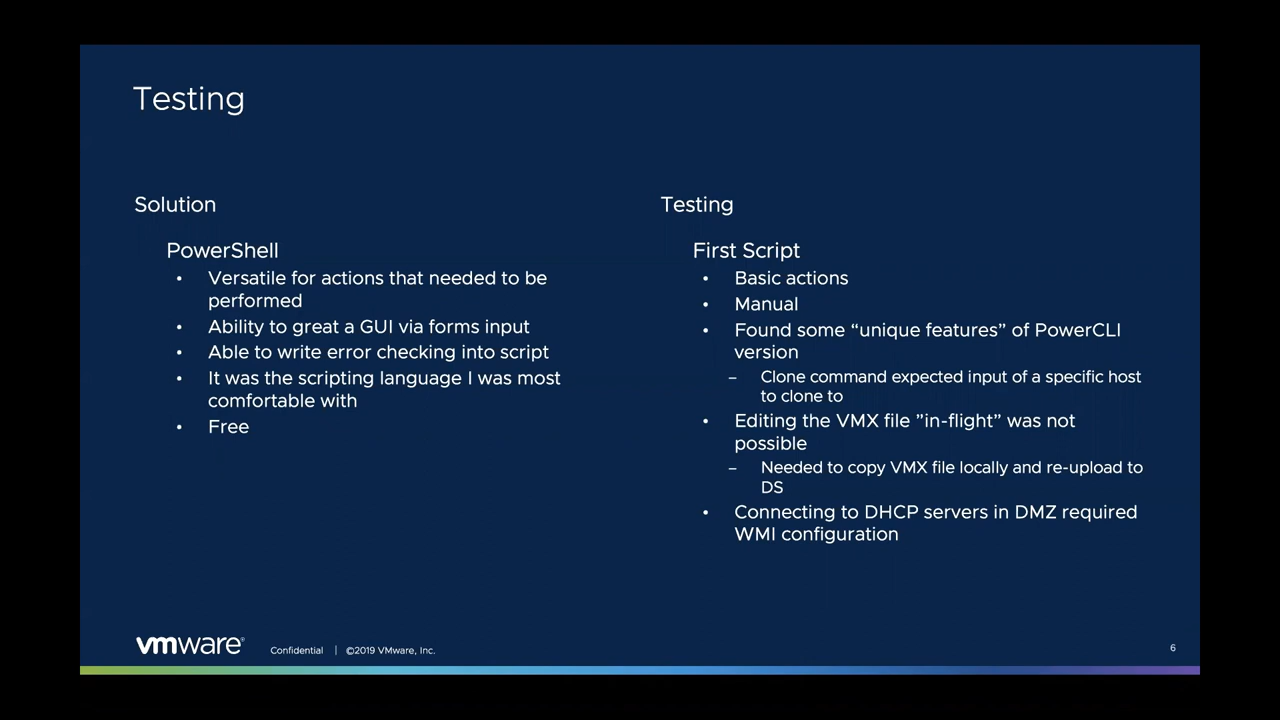 Testing
Solution
PowerShell
• Versatile for actions that needed to be
performed
• Ability to great a GUI via forms input
• Able to write error checking into script
• It was the scripting language I was most
comfortable with
• Free
Testing
First Script
• Basic actions
• Manual
• Found some “unique features” of PowerCLI
version
– Clone command expected input of a specific host
to clone to
• Editing the VMX file ”in-flight” was not
possible
– Needed to copy VMX file locally and re-upload to
DS
• Connecting to DHCP servers in DMZ required
WMI configuration
vmware® Confidential | ©2019 VMware, Inc. 6